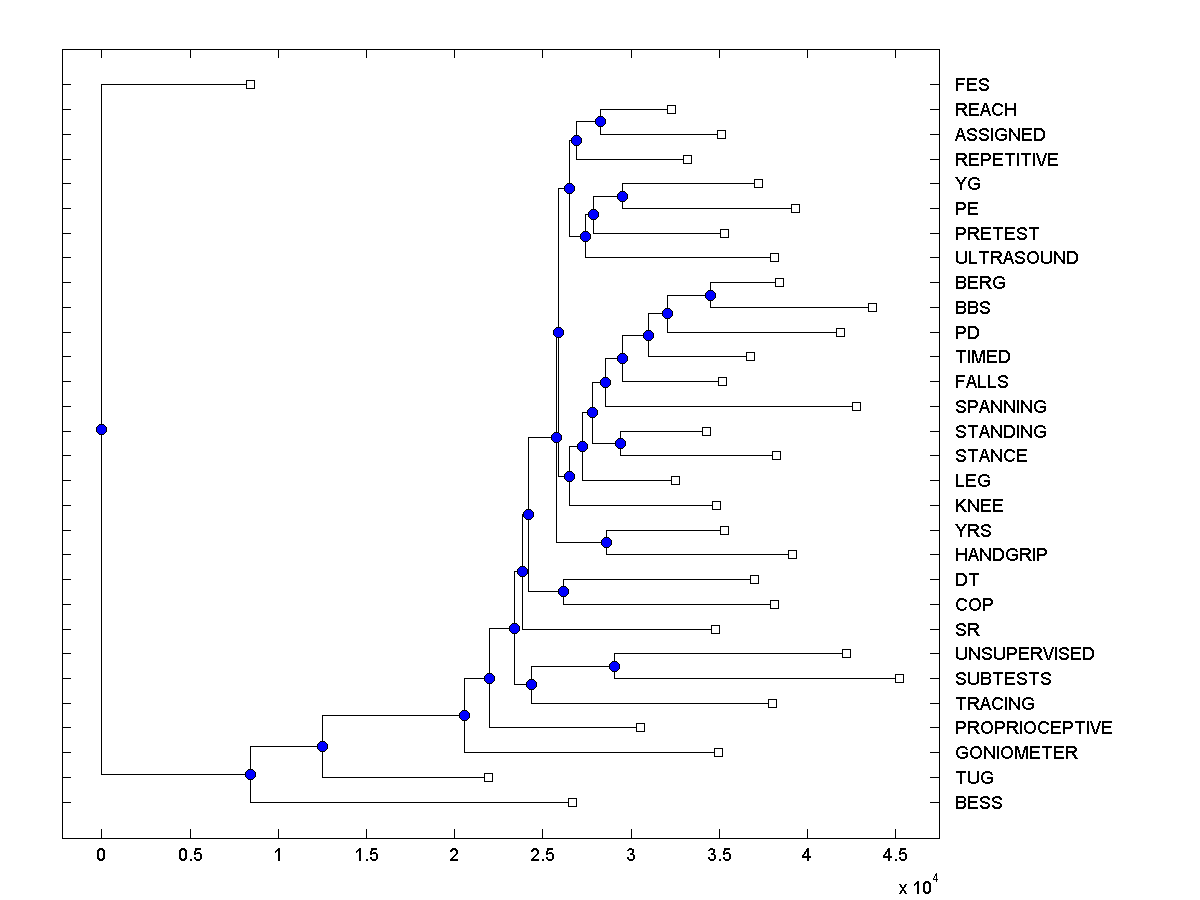 FES
REACH
ASSIGNED
REPETITIVE
YG
PE
PRETEST
ULTRASOUND
BERG
BBS
PD
TIMED
FALLS
SPANNING
STANDING
STANCE
LEG
KNEE
YRS
HANDGRIP
DT
COP
SR
UNSUPERVISED
SUBTESTS
TRACING
PROPRIOCEPTIVE
GONIOMETER
TUG
BESS
0 0.5 1 1.5 2 2.5 3 3.5 4 4.5
x 10^4